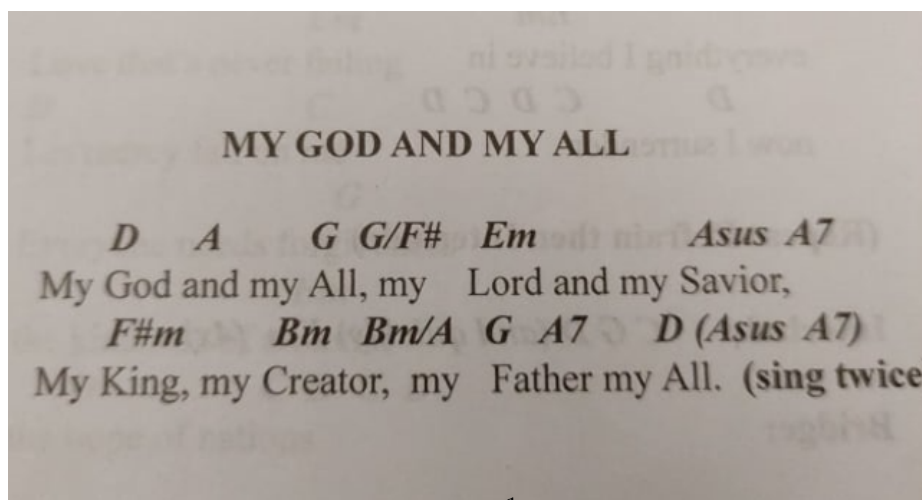 MY GOD AND MY ALL
D A G G/F# Em Asus A7
My God and my All, my Lord and my Savior,
F#m Bm Bm/A G A7 D (Asus A7)
My King, my Creator, my Father my All. (sing twice